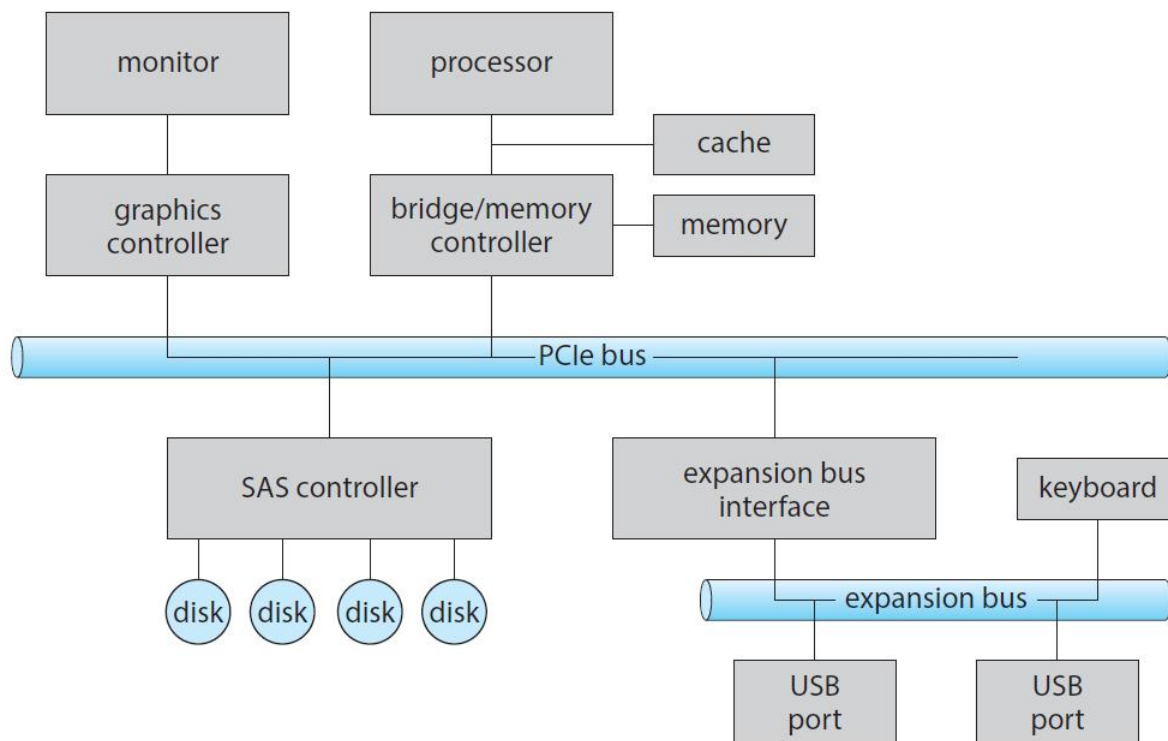 monitor
processor
cache
graphics
controller
bridge/memory
controller
memory
PCIe bus
SAS controller
expansion bus
interface
keyboard
disk
disk
disk
disk
expansion bus
USB
port
USB
port